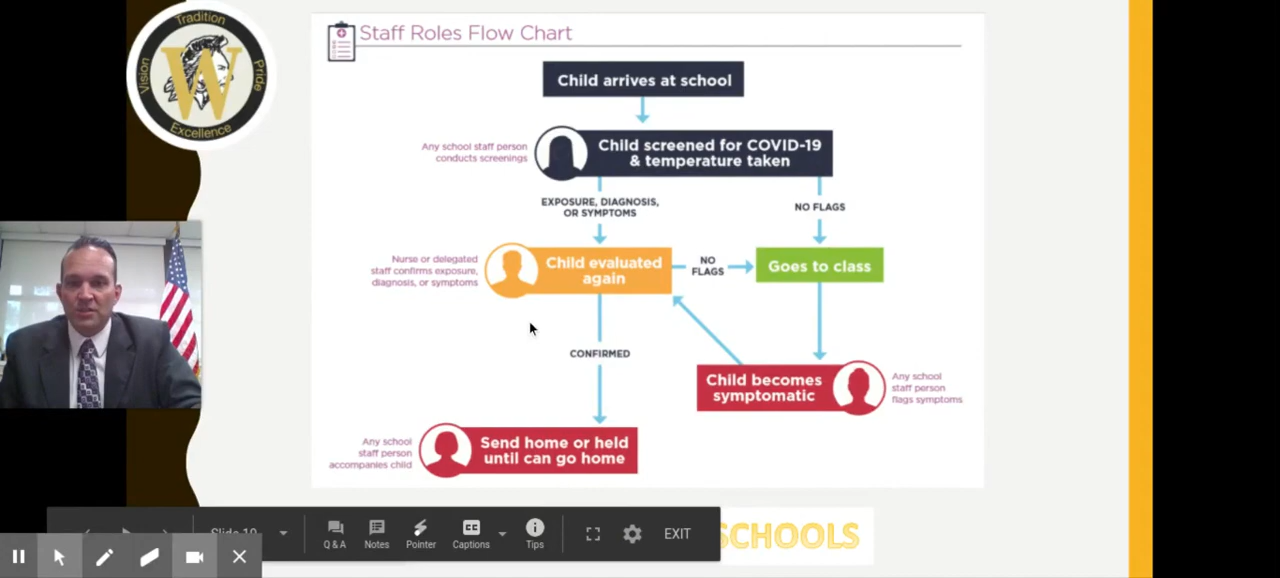 Tradition
Vision
Pride
W
Excellence
Staff Roles Flow Chart
Child arrives at school
Any school staff person
conducts screenings
Child screened for COVID-19
& temperature taken
EXPOSURE, DIAGNOSIS,
OR SYMPTOMS
NO FLAGS
Nurse or delegated
staff confirms exposure,
diagnosis, or symptoms
Child evaluated
again
NO
FLAGS
Goes to class
CONFIRMED
Child becomes
symptomatic
Any school
staff person
flags symptoms
Any school
staff person
accompanies child
Send home or held
until can go home
Slide 19
Q & A
Notes
Pointer
CC
Captions
Tips
EXIT
SCHOOLS